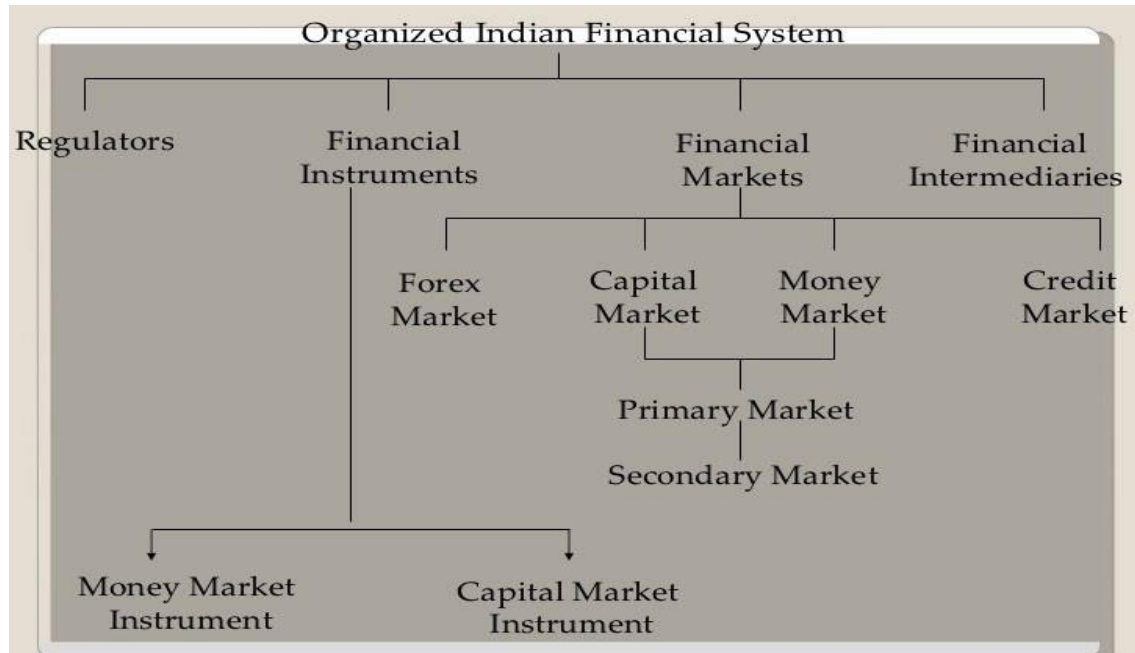 Organized Indian Financial System
Regulators
Financial
Instruments
Financial
Markets
Financial
Intermediaries
Forex
Market
Capital
Market
Money
Market
Credit
Market
Primary Market
Secondary Market
Money Market
Instrument
Capital Market
Instrument